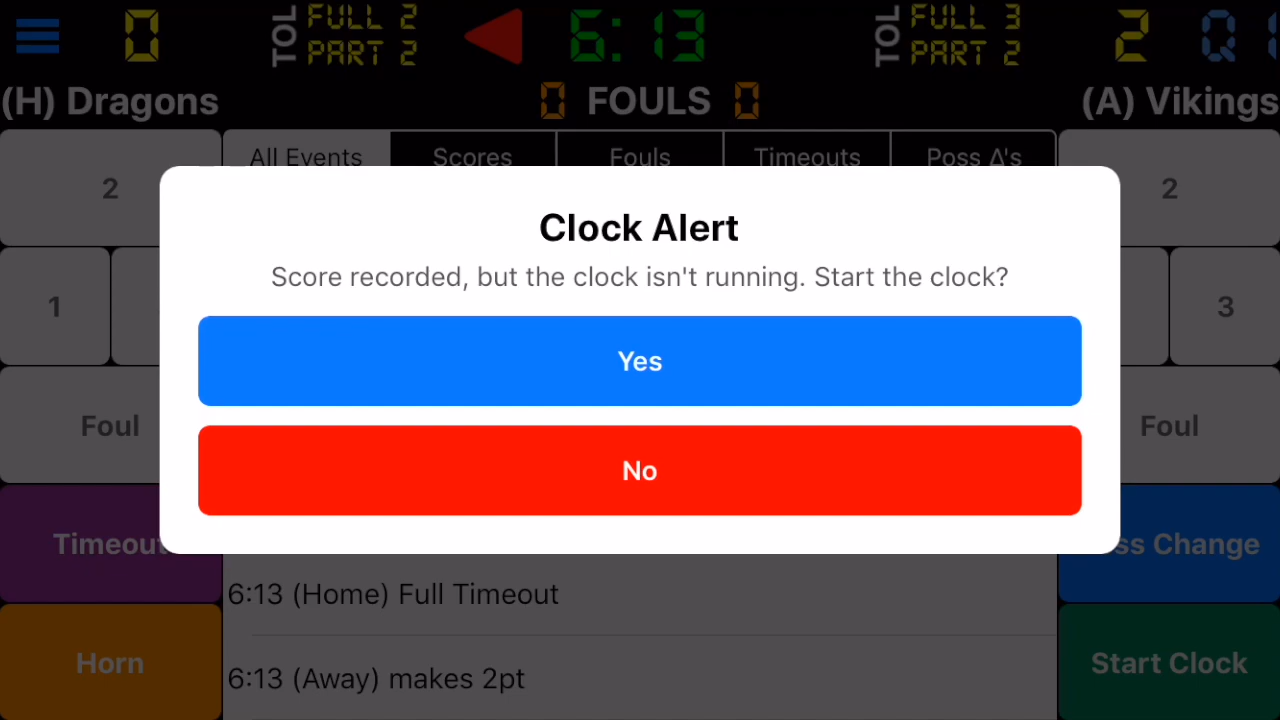 0 TOL FULL 2 6:13 TOL FULL 3 2 Q1
PART 2 PART 2
(H) Dragons 0 FOULS 0 (A) Vikings
All Events Scores Fouls Timeouts Poss Δ's
2 2
Clock Alert
Score recorded, but the clock isn't running. Start the clock?
1 3
Yes
Foul Foul
No
Timeout ss Change
6:13 (Home) Full Timeout
Horn Start Clock
6:13 (Away) makes 2pt